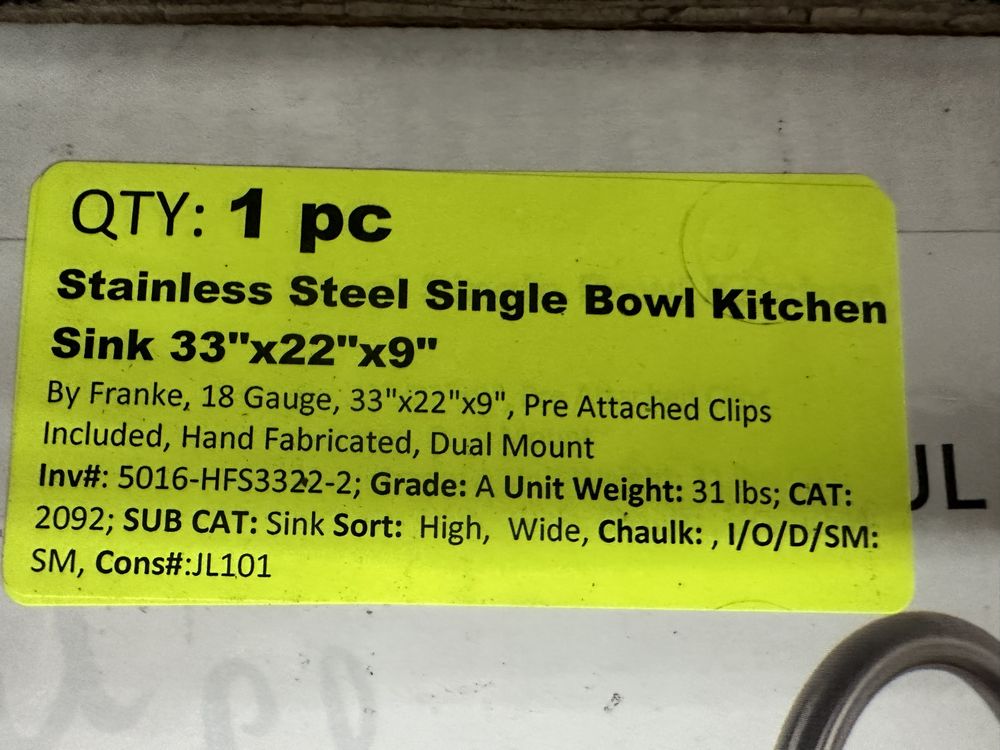 QTY: 1 pc
Stainless Steel Single Bowl Kitchen
Sink 33"x22"x9"
By Franke, 18 Gauge, 33"x22"x9", Pre Attached Clips
Included, Hand Fabricated, Dual Mount
Inv#: 5016-HFS3322-2; Grade: A Unit Weight: 31 lbs; CAT:
2092; SUB CAT: Sink Sort: High, Wide, Chaulk: , I/O/D/SM:
SM, Cons#:JL101
JL